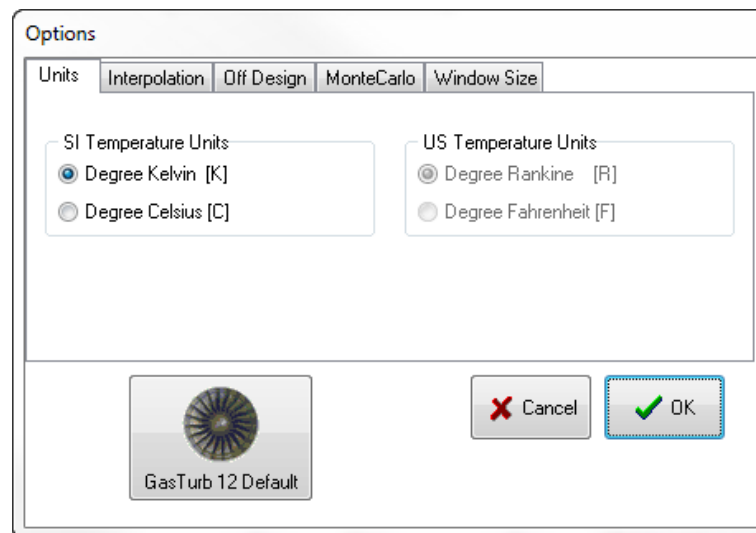 Options
Units Interpolation Off Design MonteCarlo Window Size
SI Temperature Units US Temperature Units
Degree Kelvin [K] Degree Rankine [R]
Degree Celsius [C] Degree Fahrenheit [F]
Cancel OK
GasTurb 12 Default